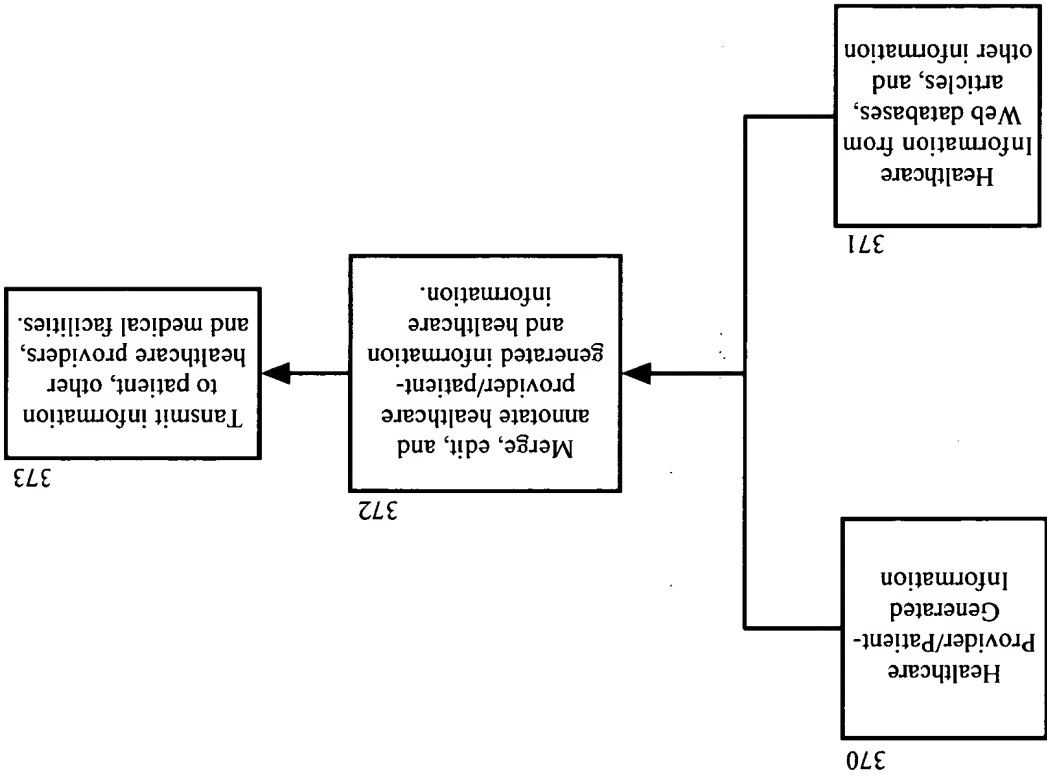 370
Healthcare
Provider/Patient-
Generated
Information
371
Healthcare
Information from
Web databases,
articles, and
other information
372
Merge, edit, and
annotate healthcare
provider/patient-
generated information
and healthcare
information.
373
Tansmit information
to patient, other
healthcare providers,
and medical facilities.